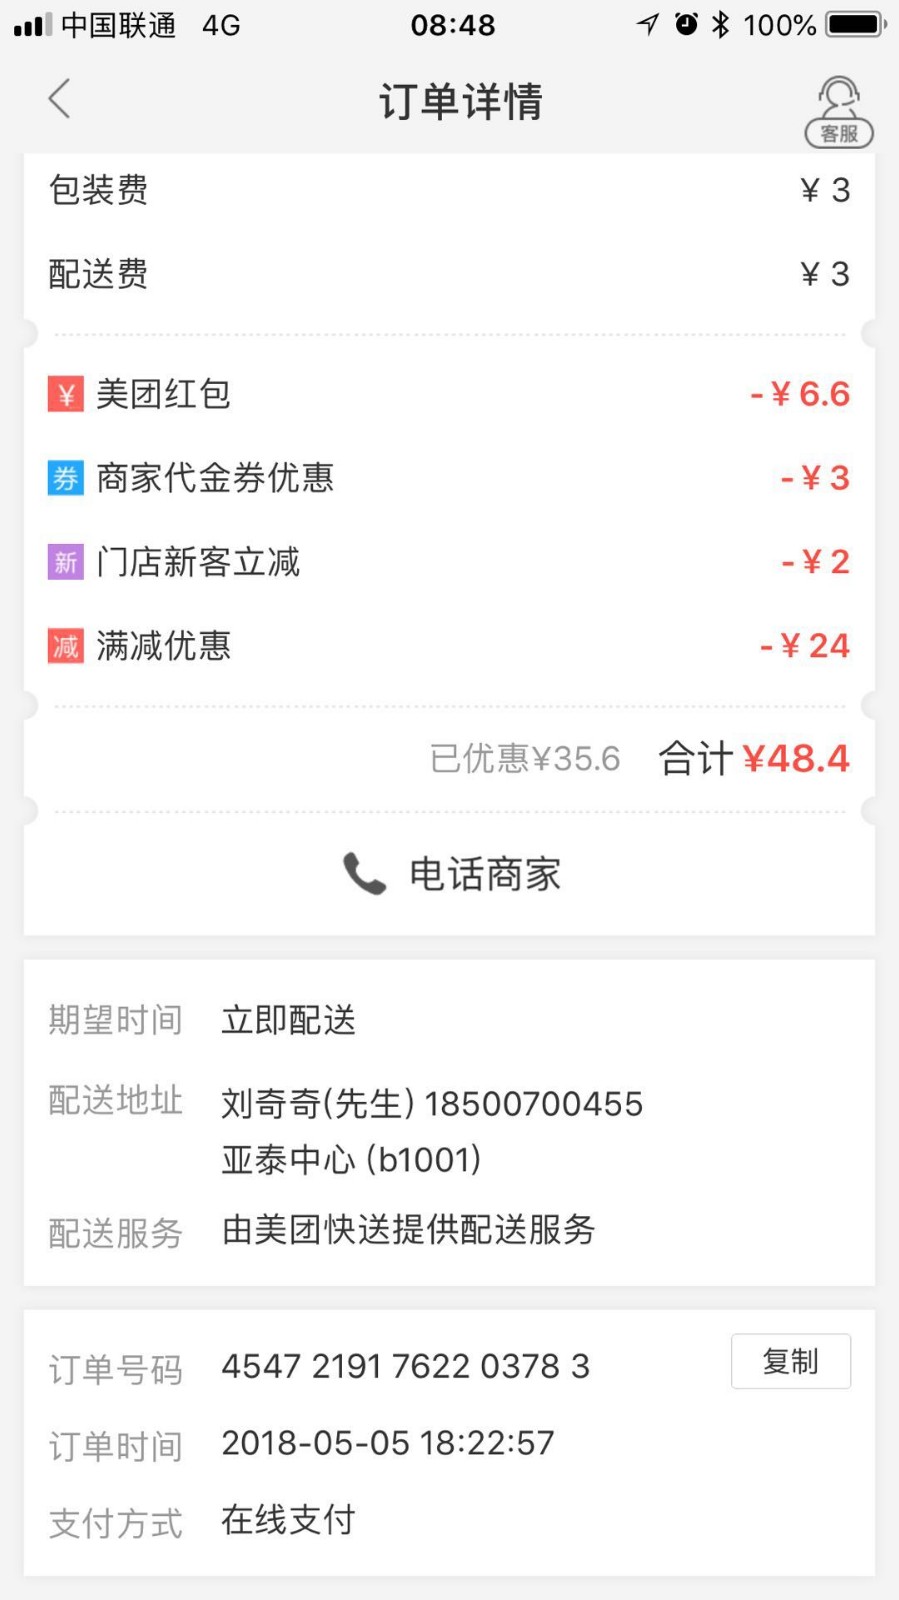 中国联通 4G 08:48 100%
订单详情
客服
包装费 ¥ 3
配送费 ¥ 3
¥ 美团红包 -¥ 6.6
券 商家代金券优惠 -¥ 3
新 门店新客立减 -¥ 2
减 满减优惠 -¥ 24
已优惠¥35.6 合计 ¥48.4
电话商家
期望时间 立即配送
配送地址 刘奇奇(先生) 18500700455
亚泰中心 (b1001)
配送服务 由美团快送提供配送服务
订单号码 4547 2191 7622 0378 3 复制
订单时间 2018-05-05 18:22:57
支付方式 在线支付